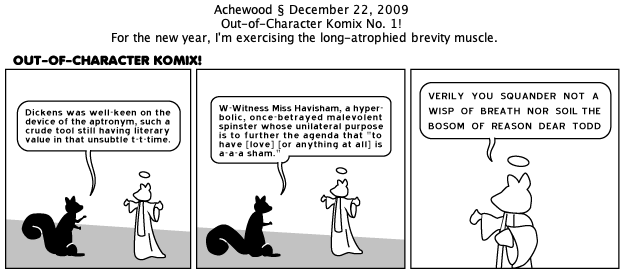 Achewood § December 22, 2009
Out-of-Character Komix No. 1!
For the new year, I'm exercising the long-atrophied brevity muscle.
OUT-OF-CHARACTER KOMIX!
Dickens was well-keen on the
device of the aptronym, such a
crude tool still having literary
value in that unsubtle t-t-time.
W-Witness Miss Havisham, a hyper-
bolic, once-betrayed malevolent
spinster whose unilateral purpose
is to further the agenda that "to
have [love] [or anything at all] is
a-a-a sham."
VERILY YOU SQUANDER NOT A
WISP OF BREATH NOR SOIL THE
BOSOM OF REASON DEAR TODD